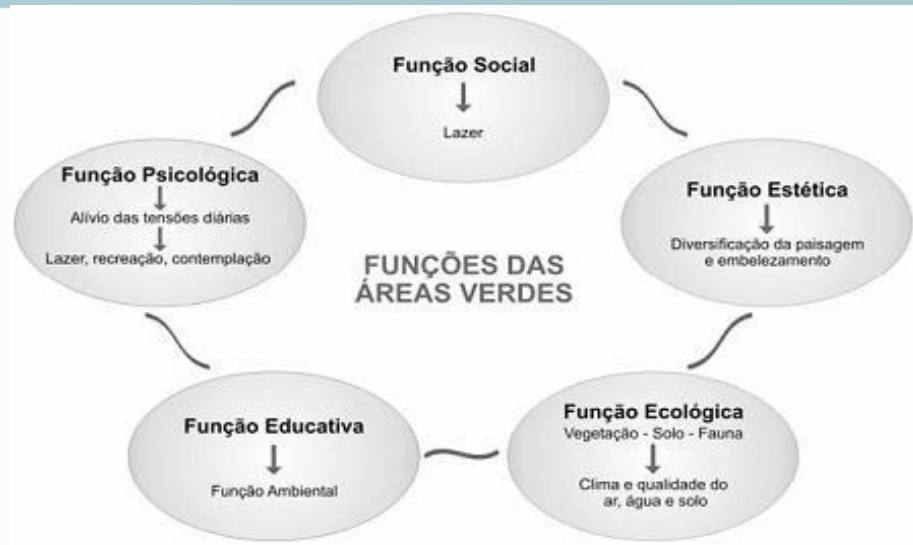 Função Social
Lazer
Função Psicológica
Alívio das tensões diárias
Lazer, recreação, contemplação
Função Estética
Diversificação da paisagem
e embelezamento
FUNÇÕES DAS
ÁREAS VERDES
Função Educativa
Função Ambiental
Função Ecológica
Vegetação - Solo - Fauna
Clima e qualidade do
ar, água e solo